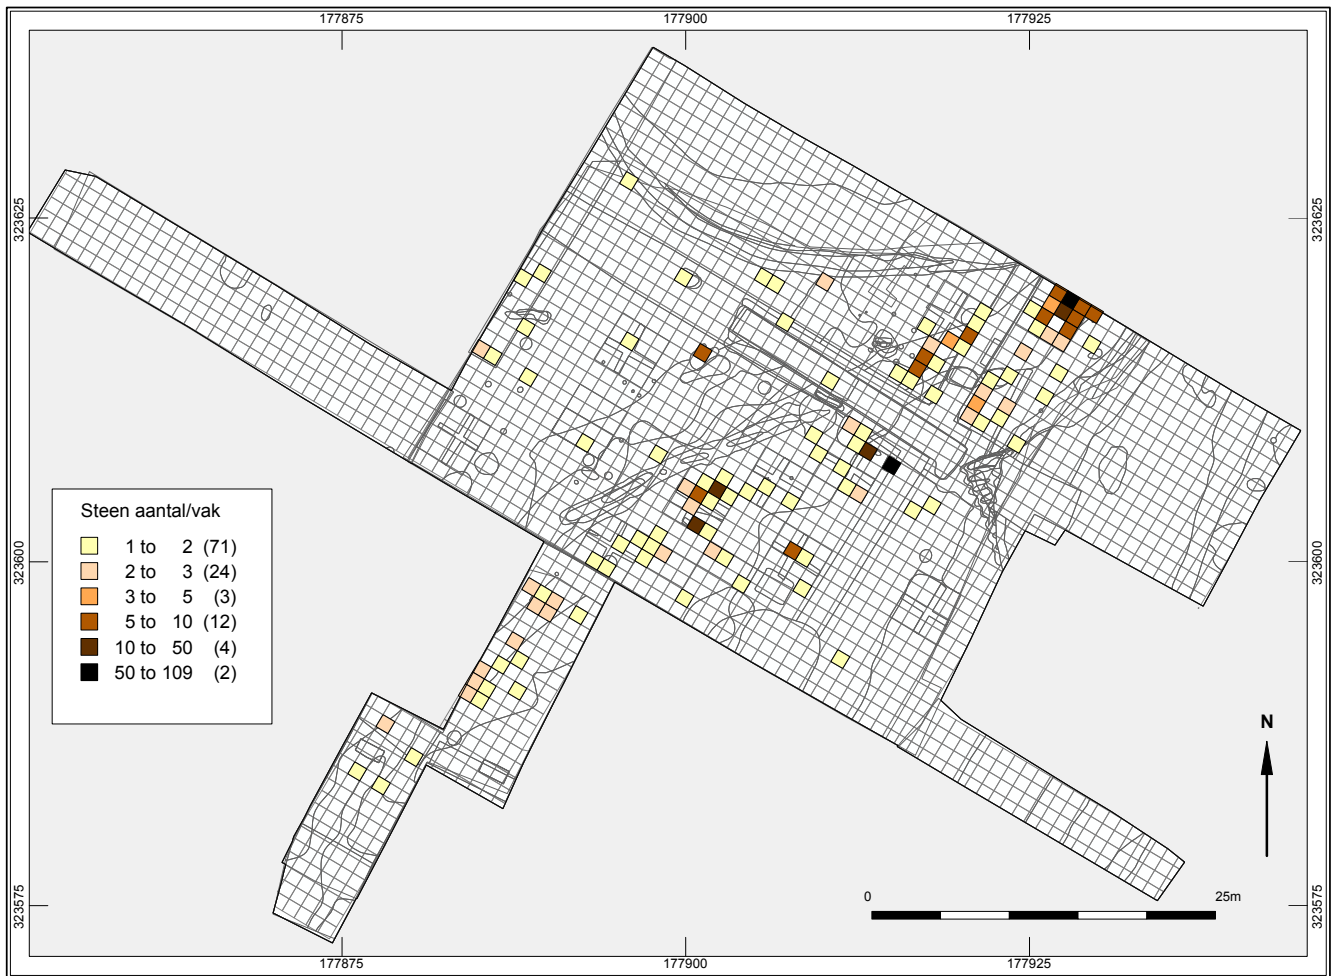 177875 177900 177925
323625 323625
Steen aantal/vak
1 to 2 (71)
2 to 3 (24)
3 to 5 (3)
5 to 10 (12)
10 to 50 (4)
50 to 109 (2)
323600 323600
N
0 25m
323575 323575
177875 177900 177925